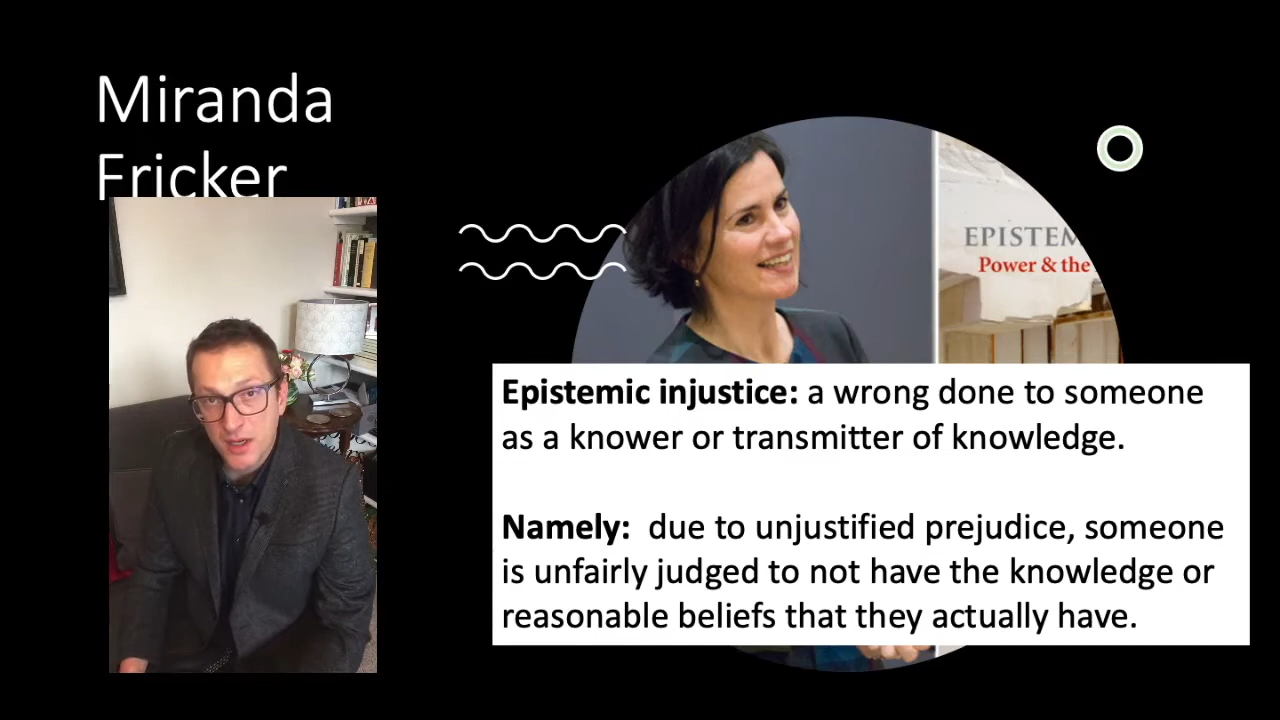 Miranda
Fricker
EPISTEM
Power & the
Epistemic injustice: a wrong done to someone
as a knower or transmitter of knowledge.
Namely: due to unjustified prejudice, someone
is unfairly judged to not have the knowledge or
reasonable beliefs that they actually have.